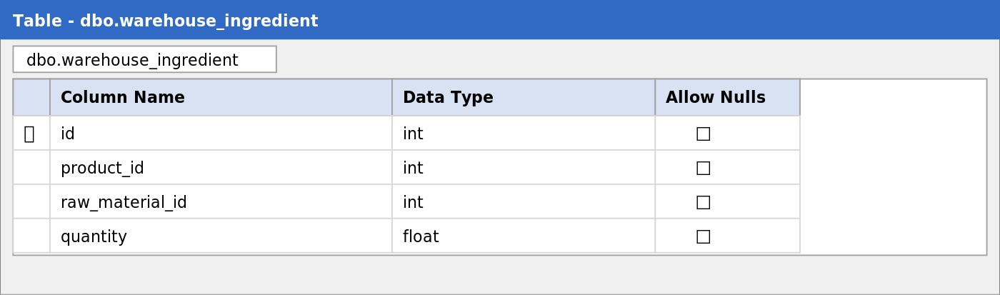 Table - dbo.warehouse_ingredient
dbo.warehouse_ingredient
Column Name Data Type Allow Nulls
id int ☐
product_id int ☐
raw_material_id int ☐
quantity float ☐